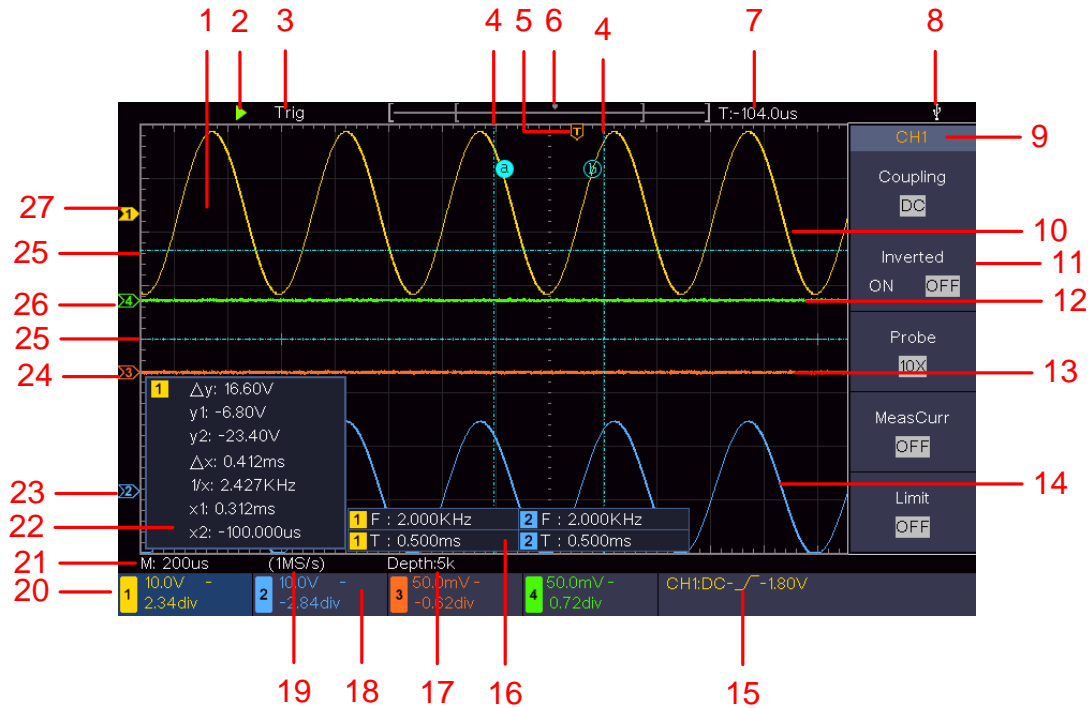 1 2 3 4 5 6 4 7 8
Trig T:-104.0us
T
CH1 9
a b
Coupling
DC
27 1
10
25
Inverted 11
ON OFF
26 4 12
25
Probe
10X
24 3 13
1 △y: 16.60V
y1: -6.80V
y2: -23.40V
△x: 0.412ms
1/x: 2.427KHz
x1: 0.312ms
x2: -100.000us
MeasCurr
OFF
23 2 14
Limit
OFF
22
1 F : 2.000KHz 2 F : 2.000KHz
1 T : 0.500ms 2 T : 0.500ms
21 M: 200us (1MS/s) Depth:5k
20
1 10.0V - 2.34div
2 10.0V - -2.84div
3 50.0mV - -0.62div
4 50.0mV - 0.72div
CH1:DC- -1.80V
19 18 17 16 15